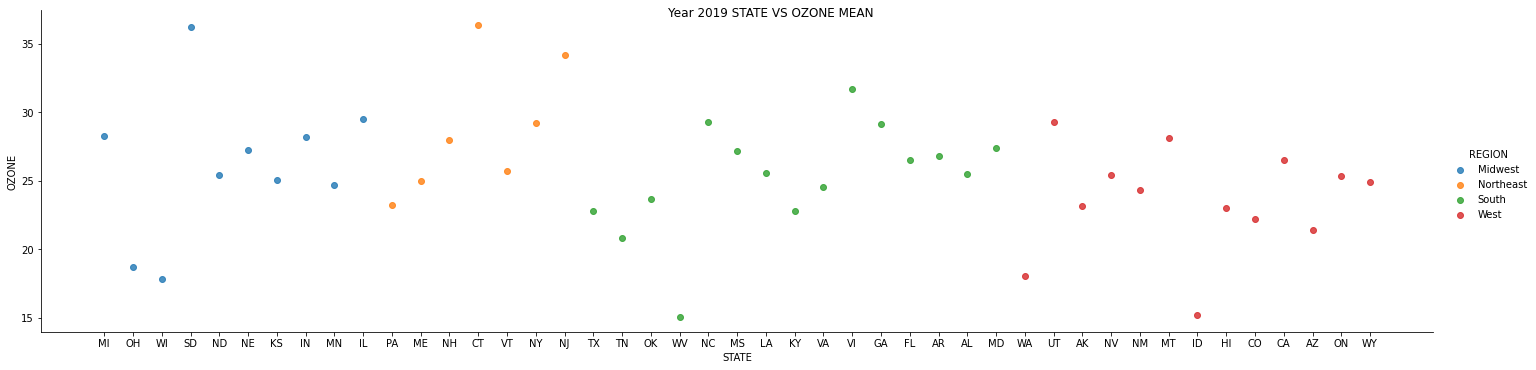 Year 2019 STATE VS OZONE MEAN
35
30
25
20
15
OZONE
MI OH WI SD ND NE KS IN MN IL PA ME NH CT VT NY NJ TX TN OK WV NC MS LA KY VA VI GA FL AR AL MD WA UT AK NV NM MT ID HI CO CA AZ ON WY
STATE
REGION
Midwest
Northeast
South
West